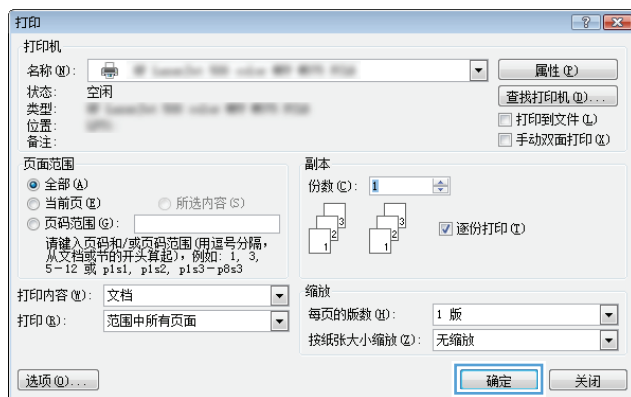 打印
打印机
名称(N):
属性(P)
状态: 空闲
查找打印机(D)...
类型:
位置:
打印到文件(L)
备注:
手动双面打印(X)
页面范围
全部(A)
当前页(E) 所选内容(S)
页码范围(G):
请键入页码和/或页码范围(用逗号分隔，
从文档或节的开头算起)，例如: 1, 3,
5-12 或 p1s1, p1s2, p1s3-p8s3
副本
份数(C): 1
3 3
2 2
1 1
逐份打印(T)
打印内容(W): 文档
打印(R): 范围中所有页面
缩放
每页的版数(H): 1 版
按纸张大小缩放(Z): 无缩放
选项(O)...
确定 关闭